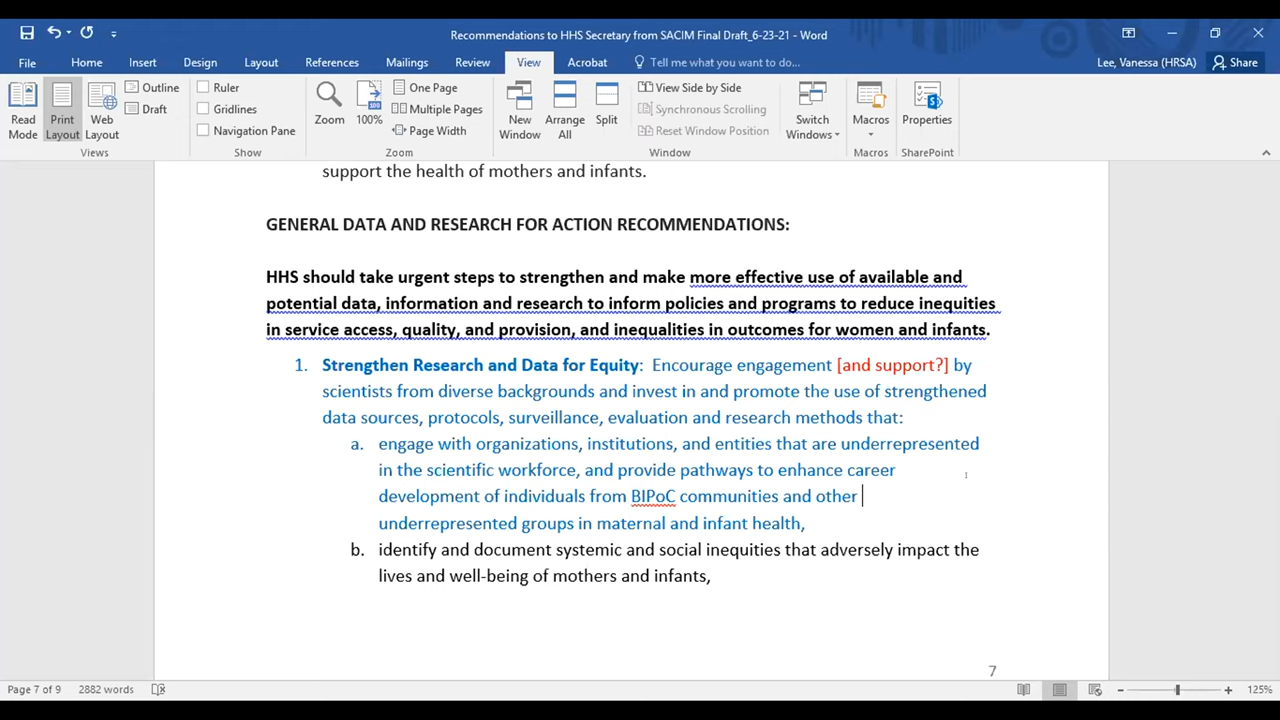 Recommendations to HHS Secretary from SACIM Final Draft_6-23-21 - Word
File Home Insert Design Layout References Mailings Review View Acrobat Tell me what you want to do... Lee, Vanessa (HRSA) Share
Read Mode
Print Layout
Web Layout
Outline
Draft
Views
Ruler
Gridlines
Navigation Pane
Show
Zoom
100%
One Page
Multiple Pages
Page Width
Zoom
New Window
Arrange All
Split
View Side by Side
Synchronous Scrolling
Reset Window Position
Switch Windows
Window
Macros
Macros
Properties
SharePoint
support the health of mothers and infants.
GENERAL DATA AND RESEARCH FOR ACTION RECOMMENDATIONS:
HHS should take urgent steps to strengthen and make more effective use of available and
potential data, information and research to inform policies and programs to reduce inequities
in service access, quality, and provision, and inequalities in outcomes for women and infants.
1. Strengthen Research and Data for Equity: Encourage engagement [and support?] by
scientists from diverse backgrounds and invest in and promote the use of strengthened
data sources, protocols, surveillance, evaluation and research methods that:
a. engage with organizations, institutions, and entities that are underrepresented
in the scientific workforce, and provide pathways to enhance career
development of individuals from BIPoC communities and other
underrepresented groups in maternal and infant health,
b. identify and document systemic and social inequities that adversely impact the
lives and well-being of mothers and infants,
7
Page 7 of 9 2882 words 125%